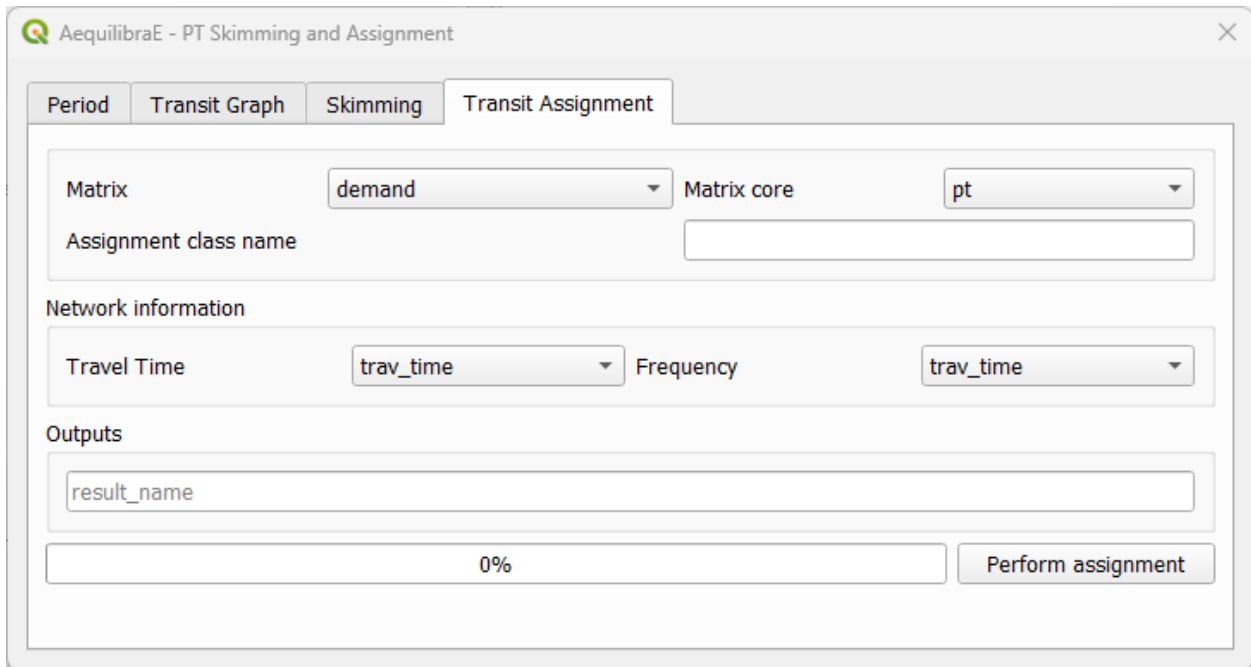 AequilibraE - PT Skimming and Assignment
Period Transit Graph Skimming Transit Assignment
Matrix demand Matrix core pt
Assignment class name
Network information
Travel Time trav_time Frequency trav_time
Outputs
result_name
0% Perform assignment